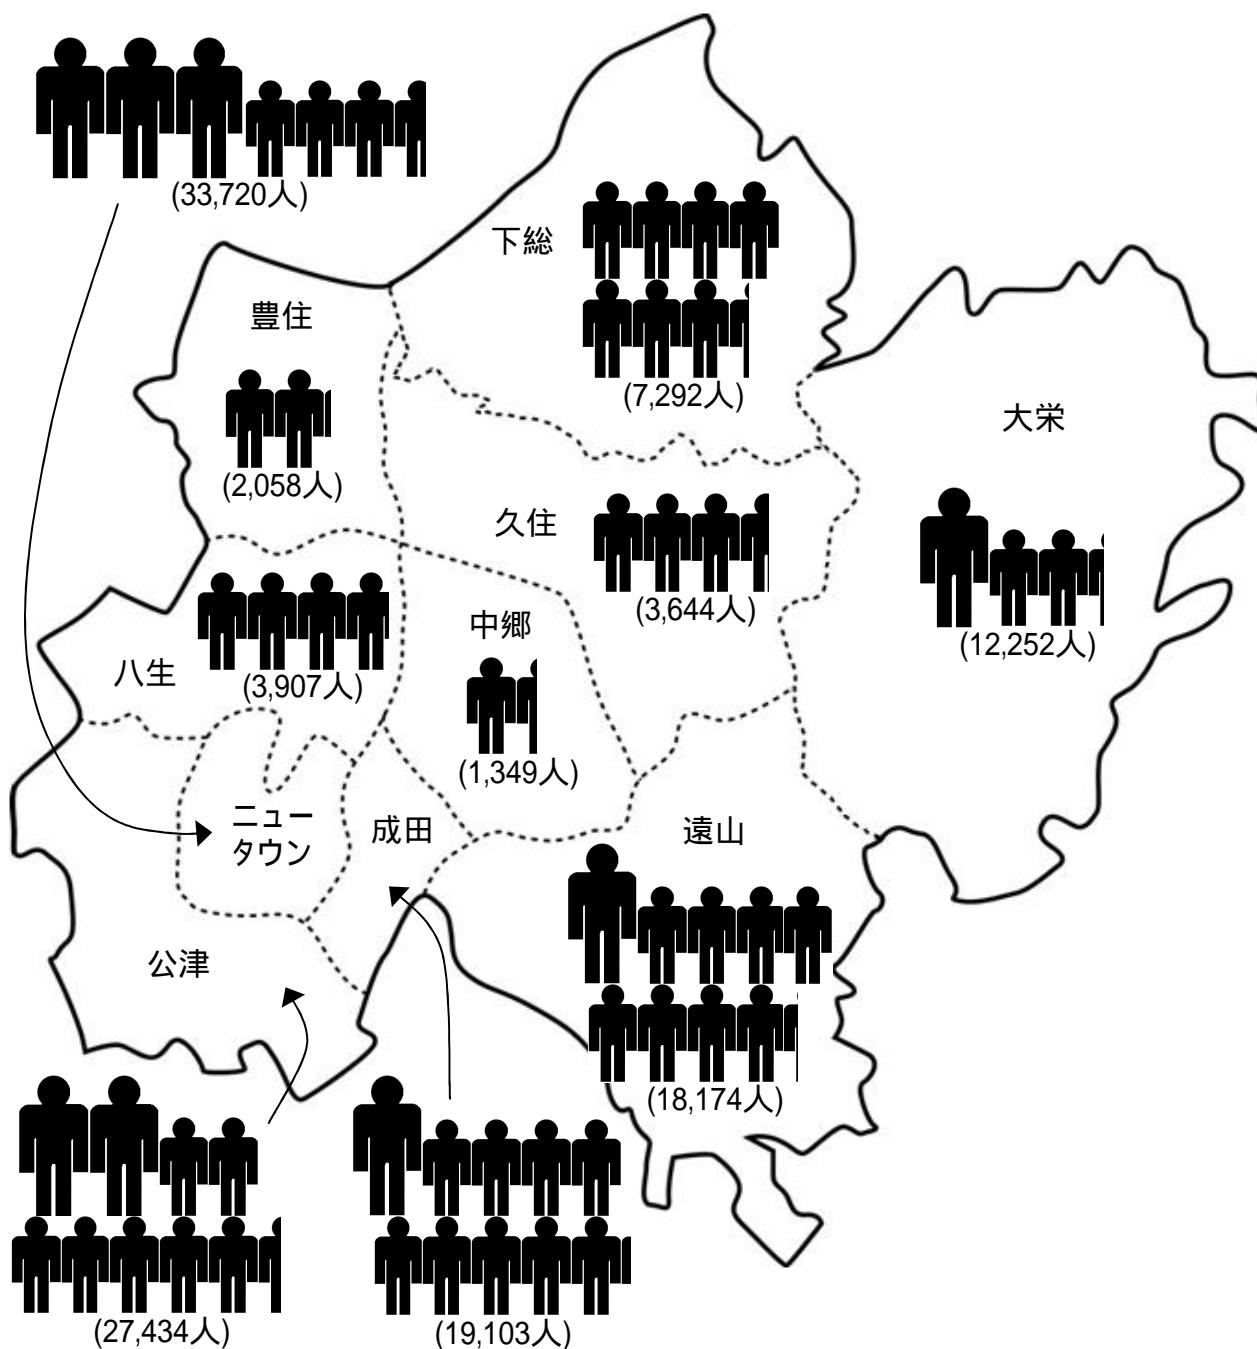 (33,720人)
下総
(7,292人)
豊住
(2,058人)
大栄
(12,252人)
久住
(3,644人)
八生
(3,907人)
中郷
(1,349人)
ニュー
タウン
成田
遠山
(18,174人)
公津
(27,434人)
(19,103人)